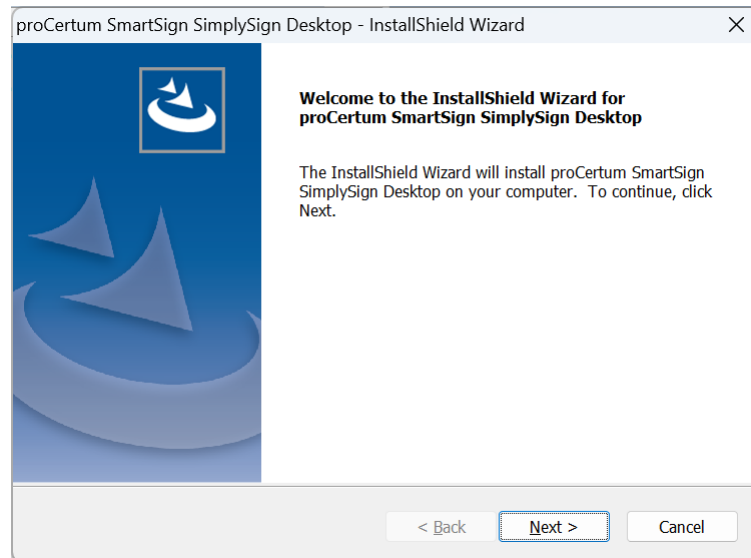 proCertum SmartSign SimplySign Desktop - InstallShield Wizard
Welcome to the InstallShield Wizard for
proCertum SmartSign SimplySign Desktop
The InstallShield Wizard will install proCertum SmartSign
SimplySign Desktop on your computer.  To continue, click
Next.
< Back Next > Cancel